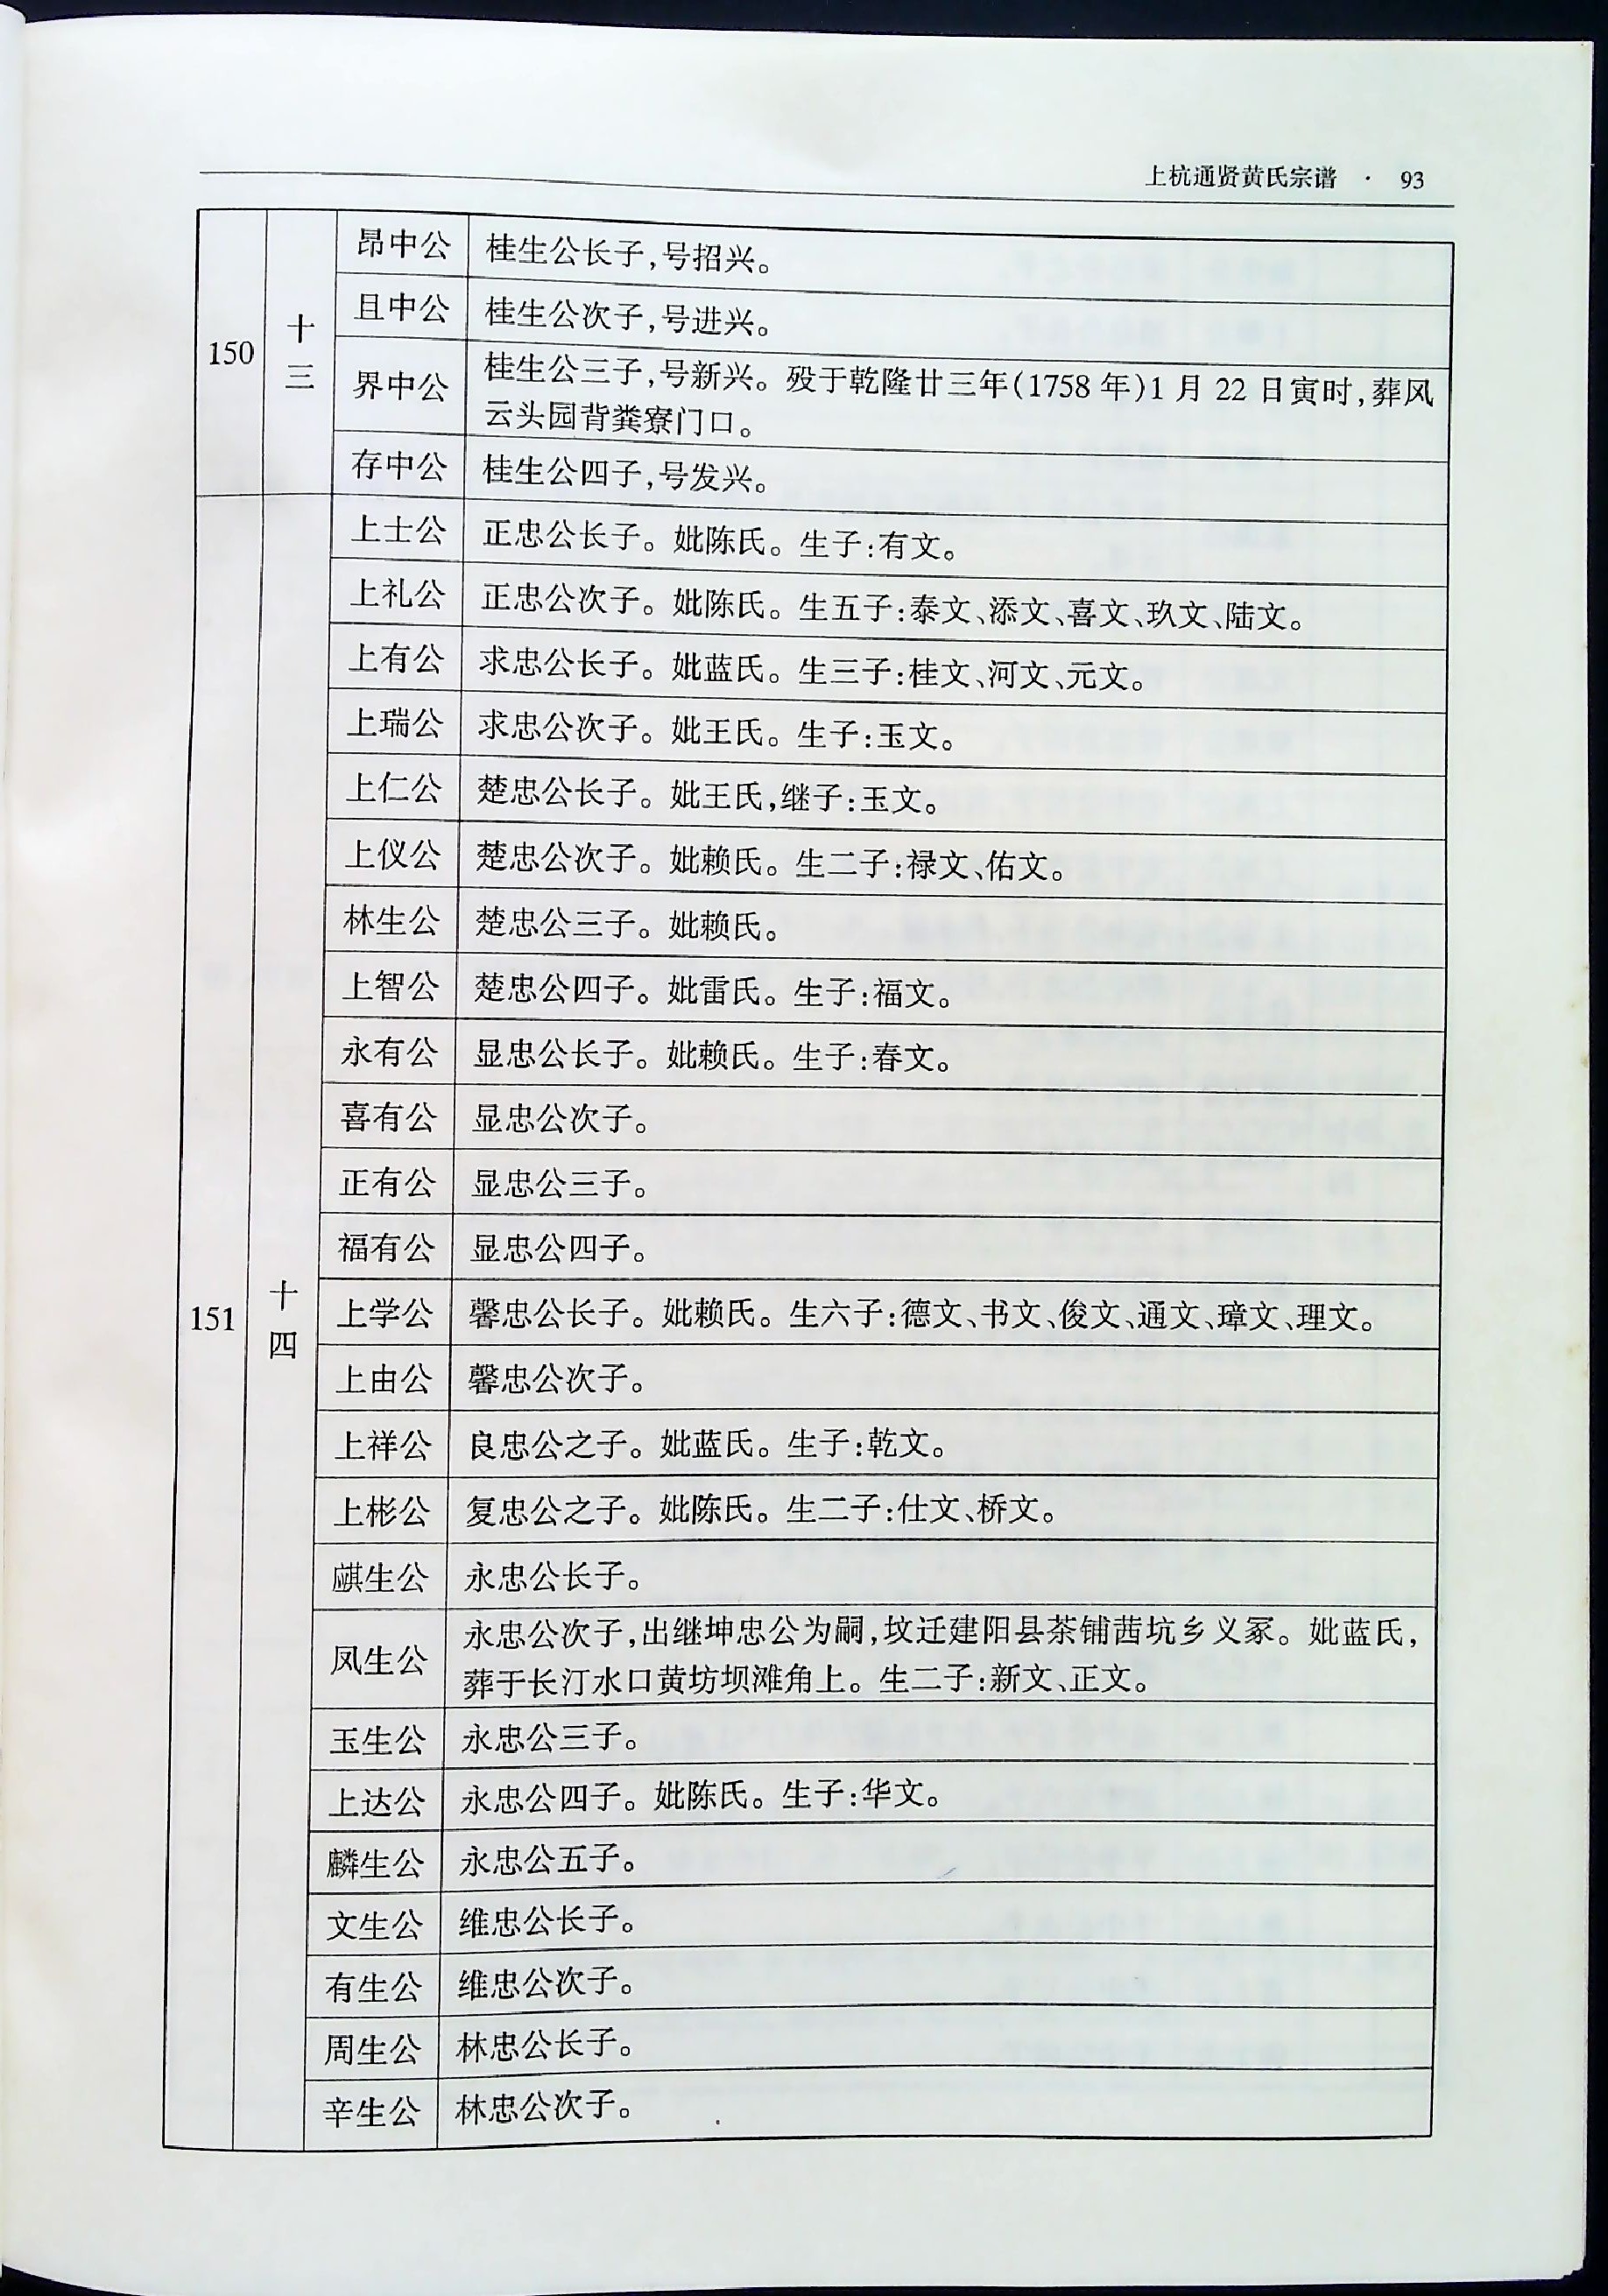 上杭通贤黄氏宗谱 · 93
150
十三
昂中公 桂生公长子,号招兴。
且中公 桂生公次子,号进兴。
界中公 桂生公三子,号新兴。殁于乾隆廿三年(1758年)1月22日寅时,葬风
云头园背粪寮门口。
存中公 桂生公四子,号发兴。
151
十四
上士公 正忠公长子。妣陈氏。生子:有文。
上礼公 正忠公次子。妣陈氏。生五子:泰文、添文、喜文、玖文、陆文。
上有公 求忠公长子。妣蓝氏。生三子:桂文、河文、元文。
上瑞公 求忠公次子。妣王氏。生子:玉文。
上仁公 楚忠公长子。妣王氏,继子:玉文。
上仪公 楚忠公次子。妣赖氏。生二子:禄文、佑文。
林生公 楚忠公三子。妣赖氏。
上智公 楚忠公四子。妣雷氏。生子:福文。
永有公 显忠公长子。妣赖氏。生子:春文。
喜有公 显忠公次子。
正有公 显忠公三子。
福有公 显忠公四子。
上学公 馨忠公长子。妣赖氏。生六子:德文、书文、俊文、通文、璋文、理文。
上由公 馨忠公次子。
上祥公 良忠公之子。妣蓝氏。生子:乾文。
上彬公 复忠公之子。妣陈氏。生二子:仕文、桥文。
麒生公 永忠公长子。
凤生公 永忠公次子,出继坤忠公为嗣,坟迁建阳县茶铺茜坑乡义冢。妣蓝氏,
葬于长汀水口黄坊坝滩角上。生二子:新文、正文。
玉生公 永忠公三子。
上达公 永忠公四子。妣陈氏。生子:华文。
麟生公 永忠公五子。
文生公 维忠公长子。
有生公 维忠公次子。
周生公 林忠公长子。
辛生公 林忠公次子。